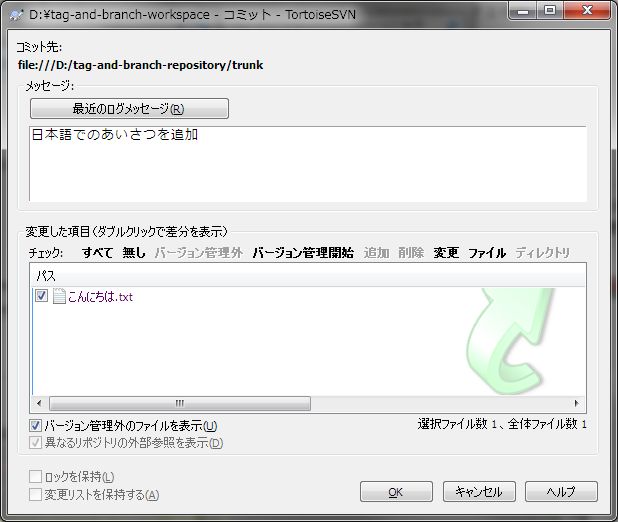 D:¥tag-and-branch-workspace - コミット - TortoiseSVN
コミット先:
file:///D:/tag-and-branch-repository/trunk
メッセージ:
最近のログメッセージ(R)
日本語でのあいさつを追加
変更した項目(ダブルクリックで差分を表示)
チェック: すべて 無し バージョン管理外 バージョン管理開始 追加 削除 変更 ファイル ディレクトリ
パス
こんにちは.txt
バージョン管理外のファイルを表示(U)
選択ファイル数 1、全体ファイル数 1
異なるリポジトリの外部参照を表示(D)
ロックを保持(L)
変更リストを保持する(A)
OK キャンセル ヘルプ